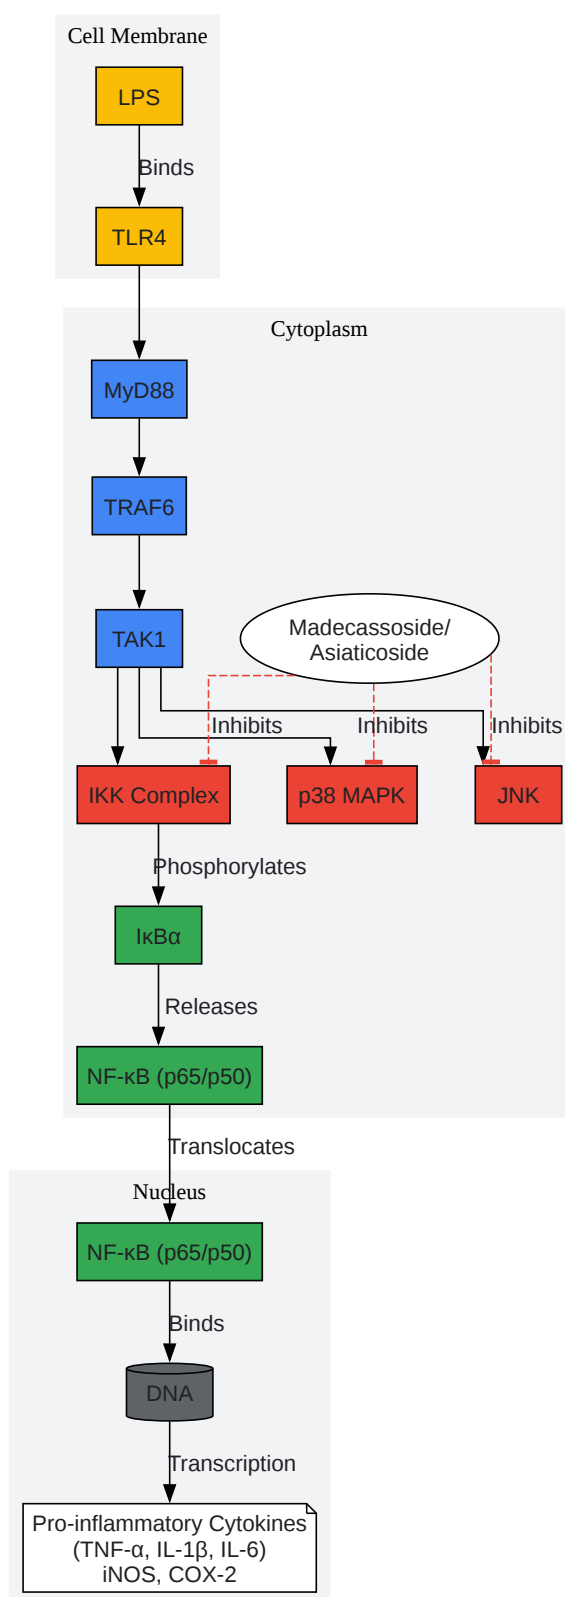 Cell Membrane
LPS
Binds
TLR4
Cytoplasm
MyD88
TRAF6
TAK1
Madecassoside/
Asiaticoside
Inhibits
Inhibits
Inhibits
IKK Complex
p38 MAPK
JNK
Phosphorylates
IκBα
Releases
NF-κB (p65/p50)
Translocates
Nucleus
NF-κB (p65/p50)
Binds
DNA
Transcription
Pro-inflammatory Cytokines
(TNF-α, IL-1β, IL-6)
iNOS, COX-2